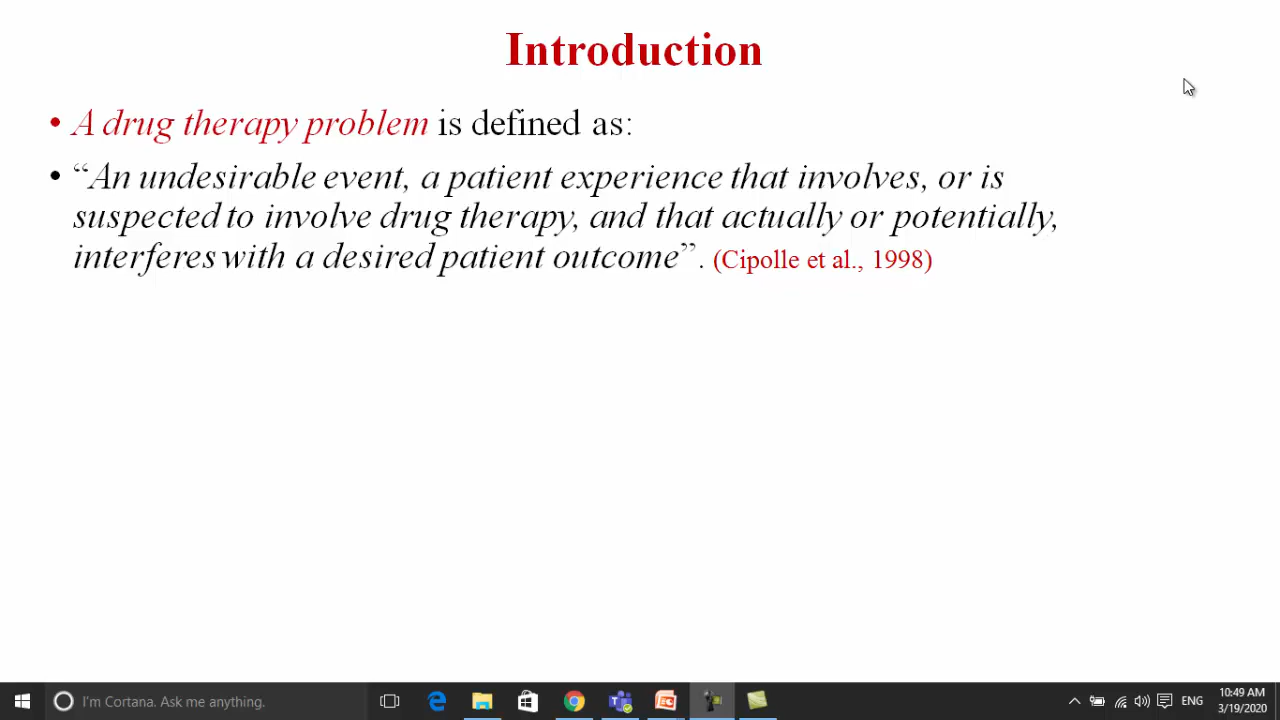 Introduction
• A drug therapy problem is defined as:
• “An undesirable event, a patient experience that involves, or is
suspected to involve drug therapy, and that actually or potentially,
interferes with a desired patient outcome”. (Cipolle et al., 1998)
I'm Cortana. Ask me anything.
ENG
10:49 AM
3/19/2020